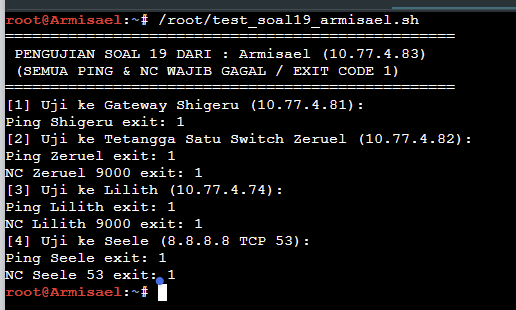 root@Armisael:~# /root/test_soal19_armisael.sh
==================================================
PENGUJIAN SOAL 19 DARI : Armisael (10.77.4.83)
(SEMUA PING & NC WAJIB GAGAL / EXIT CODE 1)
==================================================
[1] Uji ke Gateway Shigeru (10.77.4.81):
Ping Shigeru exit: 1
[2] Uji ke Tetangga Satu Switch Zeruel (10.77.4.82):
Ping Zeruel exit: 1
NC Zeruel 9000 exit: 1
[3] Uji ke Lilith (10.77.4.74):
Ping Lilith exit: 1
NC Lilith 9000 exit: 1
[4] Uji ke Seele (8.8.8.8 TCP 53):
Ping Seele exit: 1
NC Seele 53 exit: 1
root@Armisael:~#